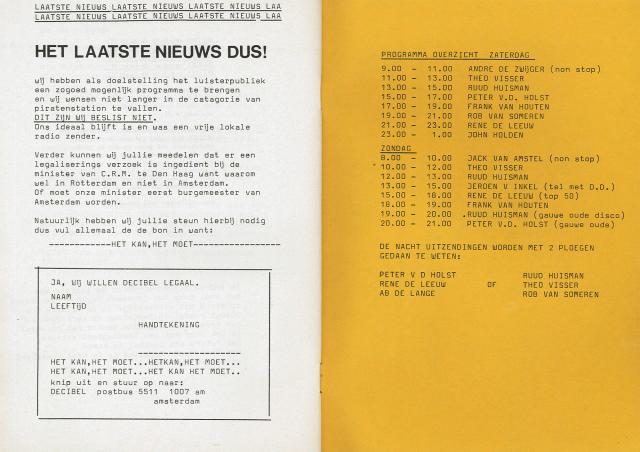 LAATSTE NIEUWS LAATSTE NIEUWS LAATSTE NIEUWS LAA
LAATSTE NIEUWS LAATSTE NIEUWS LAATSTE NIEUWS LAA
HET LAATSTE NIEUWS DUS!
wij hebben als doelstelling het luisterpubliek
een zogoed mogenlijk programma te brengen
en wij wensen niet langer in de catagorie van
piratenstation te vallen.
DIT ZIJN WIJ BESLIST NIET.
Ons ideaal blijft is en was een vrije lokale
radio zender.
Verder kunnen wij jullie meedelen dat er een
legaliserings verzoek is ingedient bij de
minister van C.R.M. te Den Haag want waarom
wel in Rotterdam en niet in Amsterdam.
Of moet onze minister eerst burgemeester van
Amsterdam worden.
Natuurlijk hebben wij jullie steun hierbij nodig
dus vul allemaal de de bon in want:
------------HET KAN,HET MOET-----------------
JA, WIJ WILLEN DECIBEL LEGAAL.
NAAM
LEEFTIJD
HANDTEKENING
--------------------
HET KAN,HET MOET...HETKAN,HET MOET...
HET KAN,HET MOET...HET KAN HET MOET..
knip uit en stuur op naar:
DECIBEL postbus 5511 1007 am
amsterdam
PROGRAMMA OVERZICHT ZATERDAG
9.00 - 11.00 ANDRE DE ZWIJGER (non stop)
11.00 - 13.00 THEO VISSER
13.00 - 15.00 RUUD HUISMAN
15.00 - 17.00 PETER V.D. HOLST
17.00 - 19.00 FRANK VAN HOUTEN
19.00 - 21.00 ROB VAN SOMEREN
21.00 - 23.00 RENE DE LEEUW
23.00 - 1.00 JOHN HOLDEN
ZONDAG
8.00 - 10.00 JACK VAN AMSTEL (non stop)
10.00 - 12.00 THEO VISSER
12.00 - 13.00 RUUD HUISMAN
13.00 - 15.00 JEROEN V INKEL (tel met D.D.)
15.00 - 18.00 RENE DE LEEUW (top 50)
18.00 - 19.00 FRANK VAN HOUTEN
19.00 - 20.00 .RUUD HUISMAN (gauwe oude disco)
20.00 - 21.00 PETER V.D. HOLST (gauwe oude)
DE NACHT UITZENDINGEN WORDEN MET 2 PLOEGEN
GEDAAN TE WETEN:
PETER V D HOLST RUUD HUISMAN
RENE DE LEEUW OF THEO VISSER
AB DE LANGE ROB VAN SOMEREN